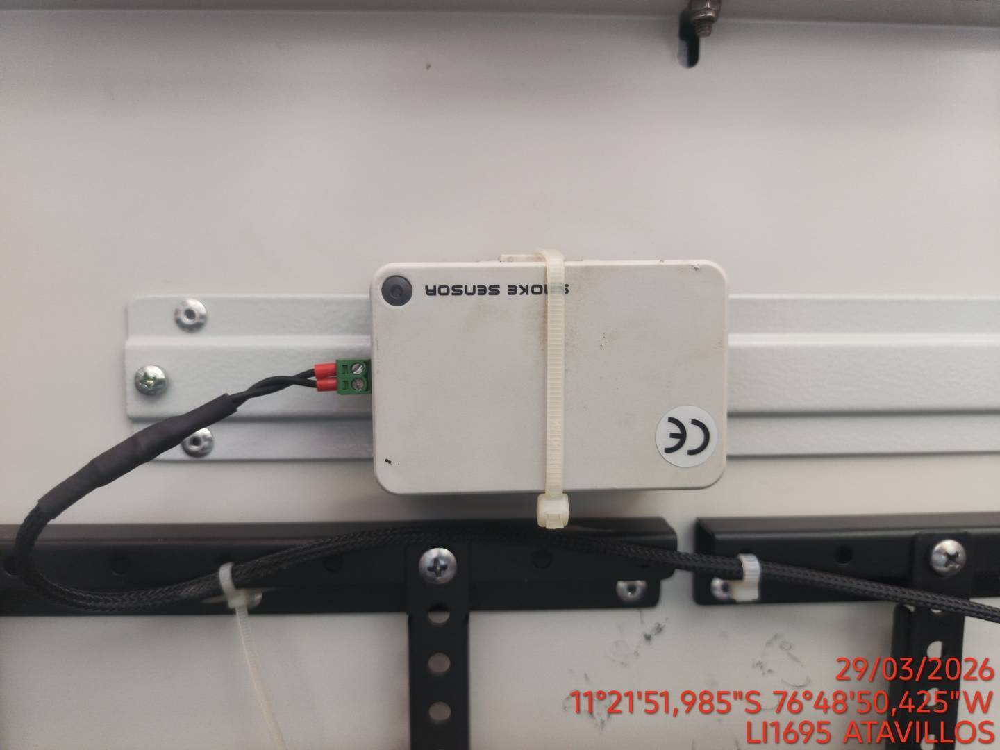 SMOKE SENSOR
CE
29/03/2026
11°21'51,985"S 76°48'50,425"W
LI1695 ATAVILLOS